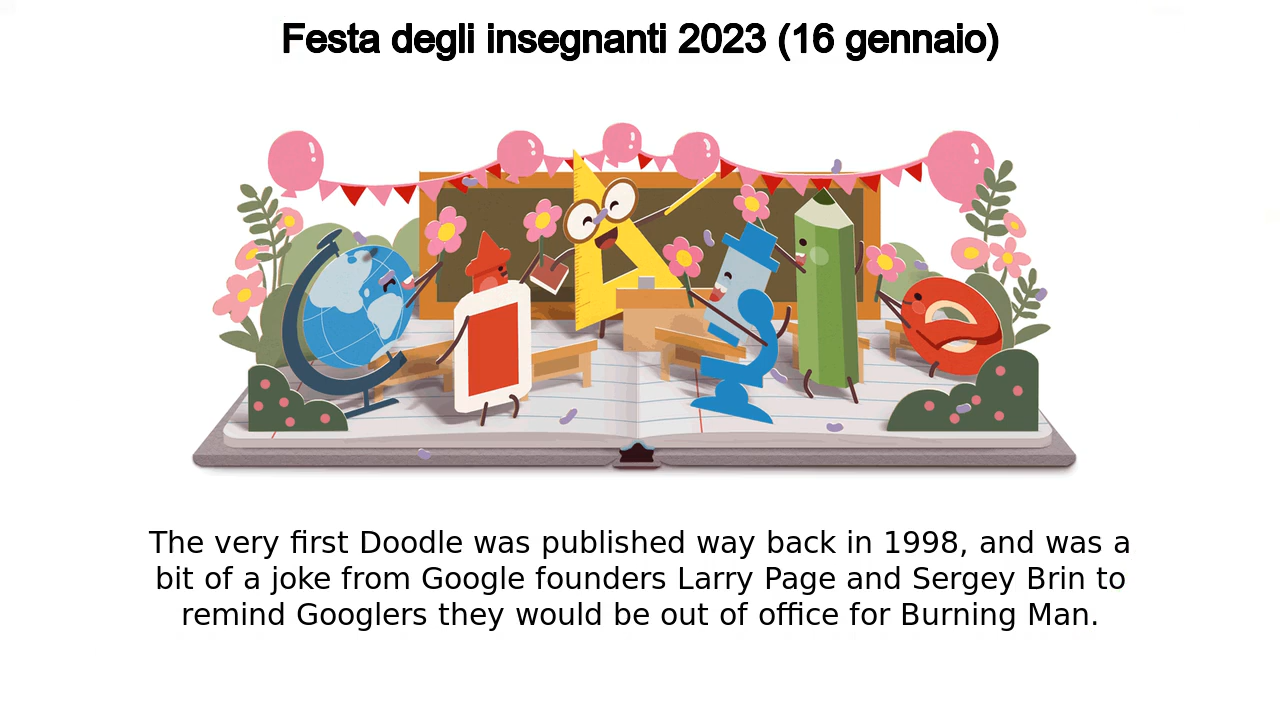 Festa degli insegnanti 2023 (16 gennaio)
The very first Doodle was published way back in 1998, and was a
bit of a joke from Google founders Larry Page and Sergey Brin to
remind Googlers they would be out of office for Burning Man.